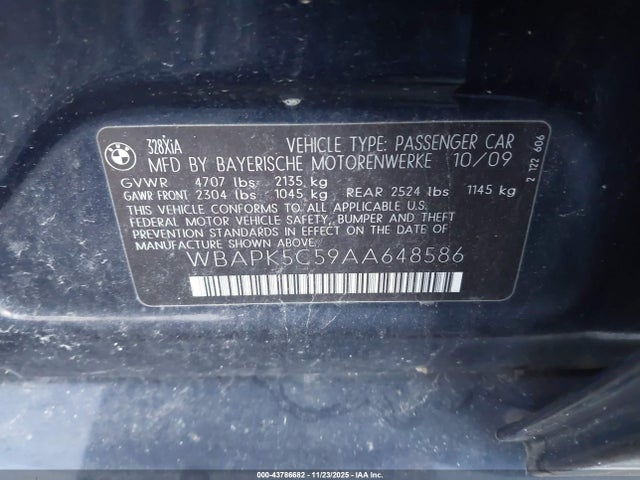 BMW
328XiA
VEHICLE TYPE: PASSENGER CAR
MFD BY BAYERISCHE MOTORENWERKE 10/09
GVWR 4707 lbs 2135 kg
GAWR FRONT 2304 lbs 1045 kg REAR 2524 lbs 1145 kg
THIS VEHICLE CONFORMS TO ALL APPLICABLE U.S.
FEDERAL MOTOR VEHICLE SAFETY, BUMPER AND THEFT
PREVENTION STANDARDS IN EFFECT ON THE DATE OF
MANUFACTURE SHOWN ABOVE.
WBAPK5C59AA648586
2 122 606
000-43786682 - 11/23/2025 - IAA Inc.